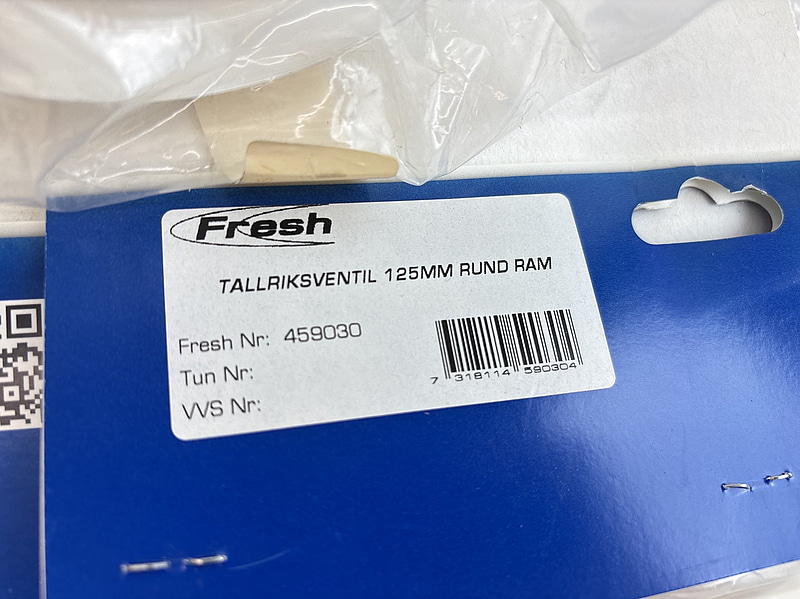 Fresh
TALLRIKSVENTIL 125MM RUND RAM
Fresh Nr: 459030
Tun Nr:
VVS Nr:
7 318114 590304